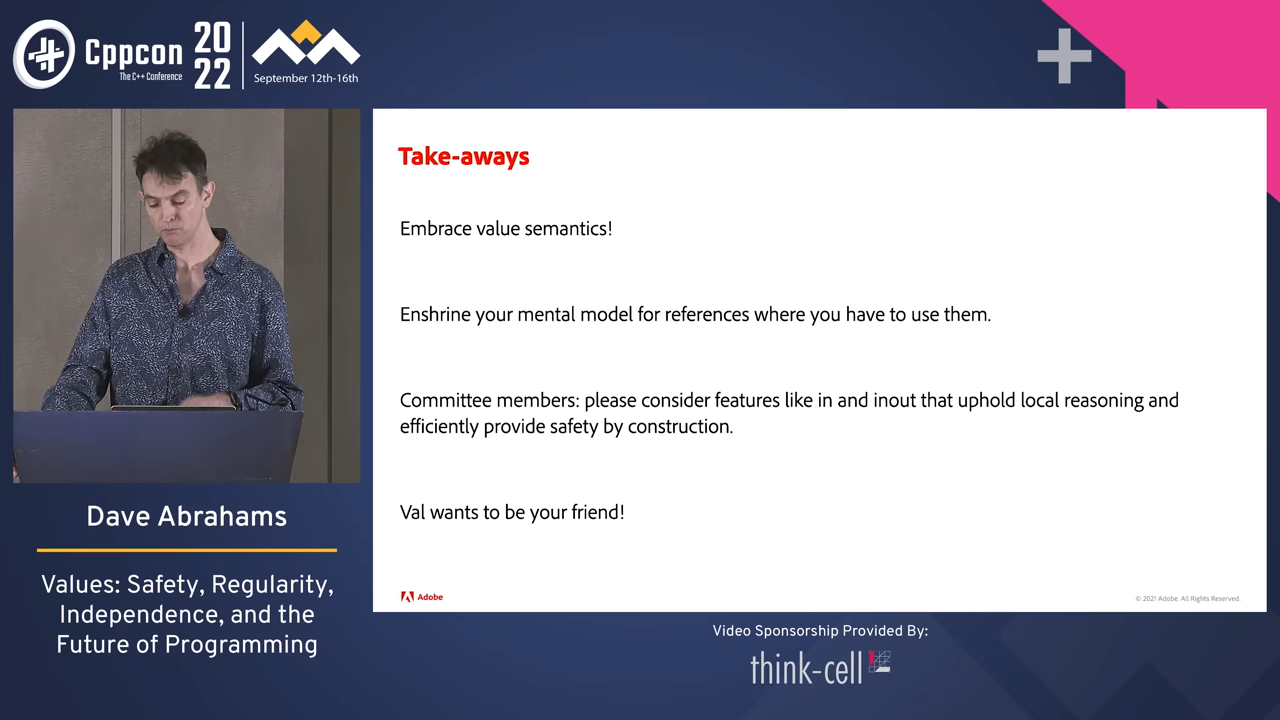 Cppcon
The C++ Conference
20
22
September 12th-16th
Take-aways
Embrace value semantics!
Enshrine your mental model for references where you have to use them.
Committee members: please consider features like in and inout that uphold local reasoning and
efficiently provide safety by construction.
Val wants to be your friend!
Adobe
© 2021 Adobe. All Rights Reserved.
Dave Abrahams
Values: Safety, Regularity,
Independence, and the
Future of Programming
Video Sponsorship Provided By:
think-cell